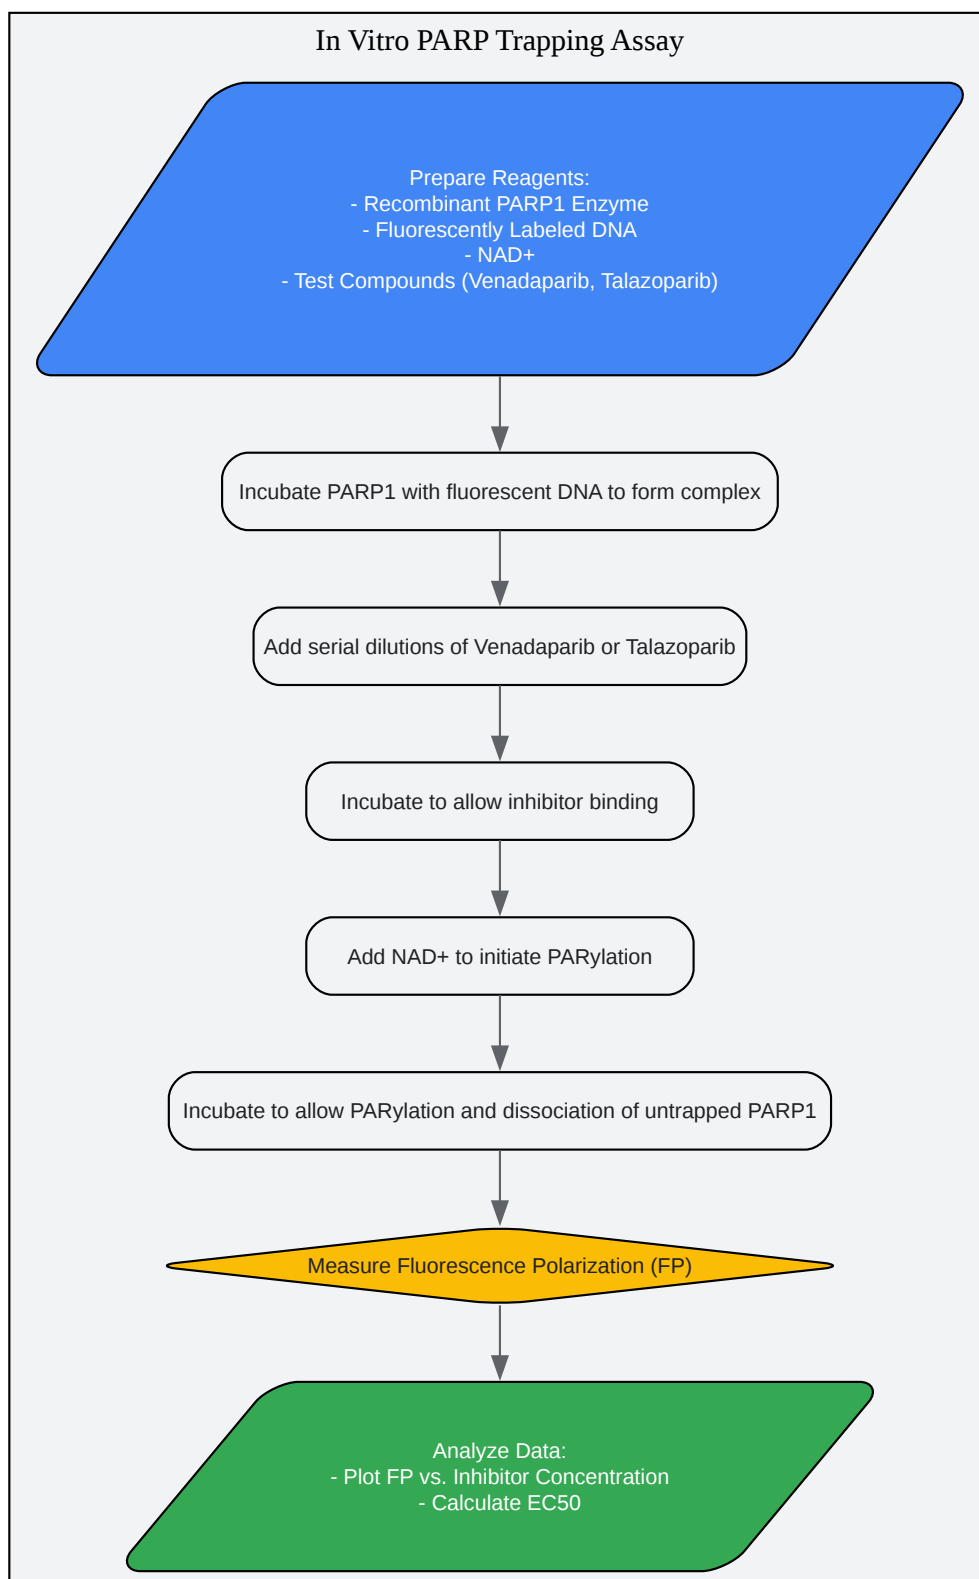 In Vitro PARP Trapping Assay
Prepare Reagents:
- Recombinant PARP1 Enzyme
- Fluorescently Labeled DNA
- NAD+
- Test Compounds (Venadaparib, Talazoparib)
Incubate PARP1 with fluorescent DNA to form complex
Add serial dilutions of Venadaparib or Talazoparib
Incubate to allow inhibitor binding
Add NAD+ to initiate PARylation
Incubate to allow PARylation and dissociation of untrapped PARP1
Measure Fluorescence Polarization (FP)
Analyze Data:
- Plot FP vs. Inhibitor Concentration
- Calculate EC50